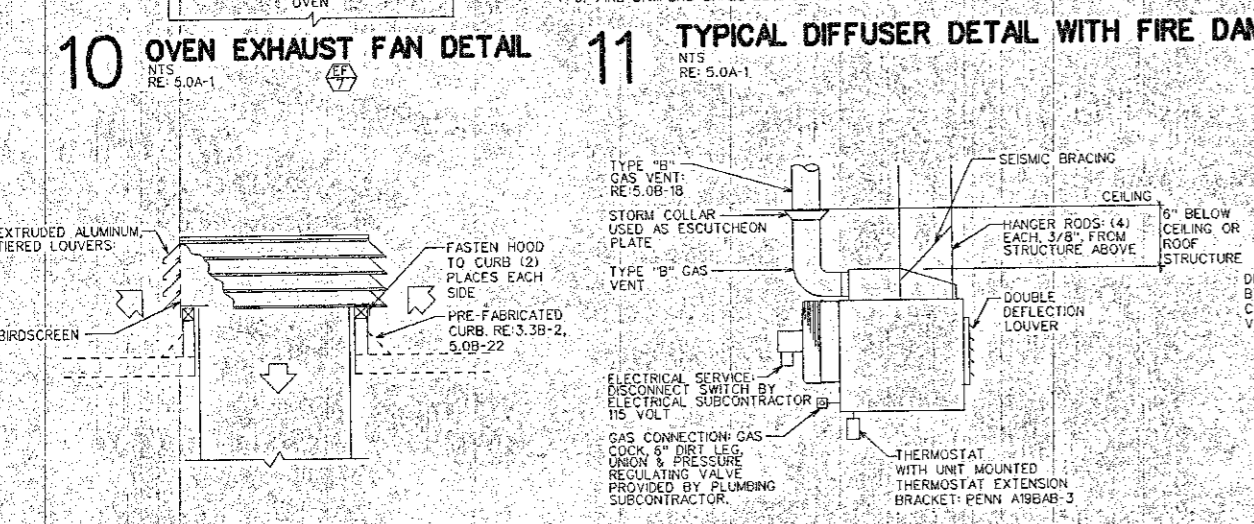 OVEN
10 OVEN EXHAUST FAN DETAIL
NTS
RE: 5.0A-1
EF
7
11 TYPICAL DIFFUSER DETAIL WITH FIRE DAM
NTS
RE: 5.0A-1
EXTRUDED ALUMINUM
TIERED LOUVERS
BIRDSCREEN
FASTEN HOOD
TO CURB (2)
PLACES EACH
SIDE
PRE-FABRICATED
CURB. RE:3.3B-2,
5.0B-22
TYPE "B"
GAS VENT:
RE:5.0B-18
STORM COLLAR
USED AS ESCUTCHEON
PLATE
TYPE "B" GAS
VENT
ELECTRICAL SERVICE:
DISCONNECT SWITCH BY
ELECTRICAL SUBCONTRACTOR
115 VOLT
GAS CONNECTION: GAS
COCK, 6" DIRT LEG,
UNION & PRESSURE
REGULATING VALVE
PROVIDED BY PLUMBING
SUBCONTRACTOR.
SEISMIC BRACING
CEILING
HANGER RODS: (4)
EACH, 3/8", FROM
STRUCTURE ABOVE
6" BELOW
CEILING OR
ROOF
STRUCTURE
DOUBLE
DEFLECTION
LOUVER
THERMOSTAT
WITH UNIT MOUNTED
THERMOSTAT EXTENSION
BRACKET: PENN A19BAB-3